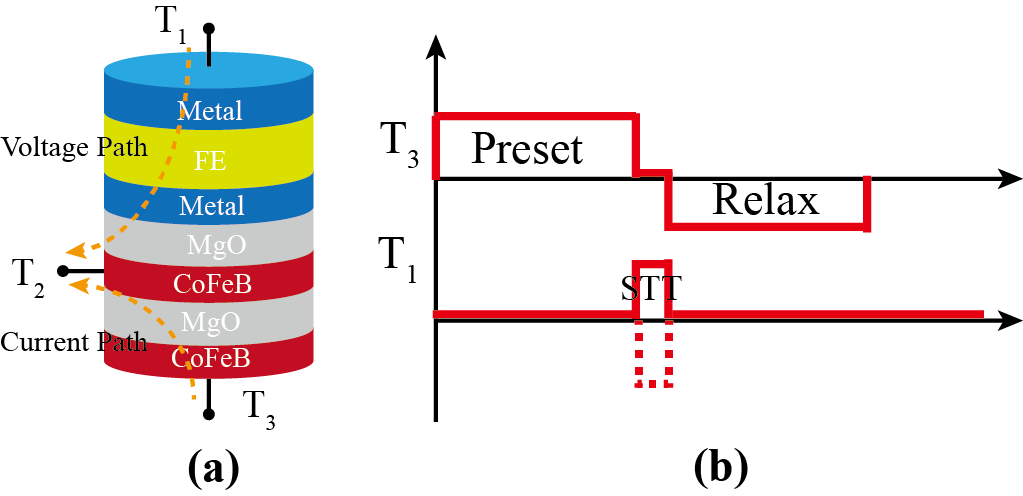 T1
Metal
Voltage Path
FE
Metal
MgO
T2
CoFeB
MgO
Current Path
CoFeB
T3
(a)
T3
Preset
Relax
T1
STT
(b)